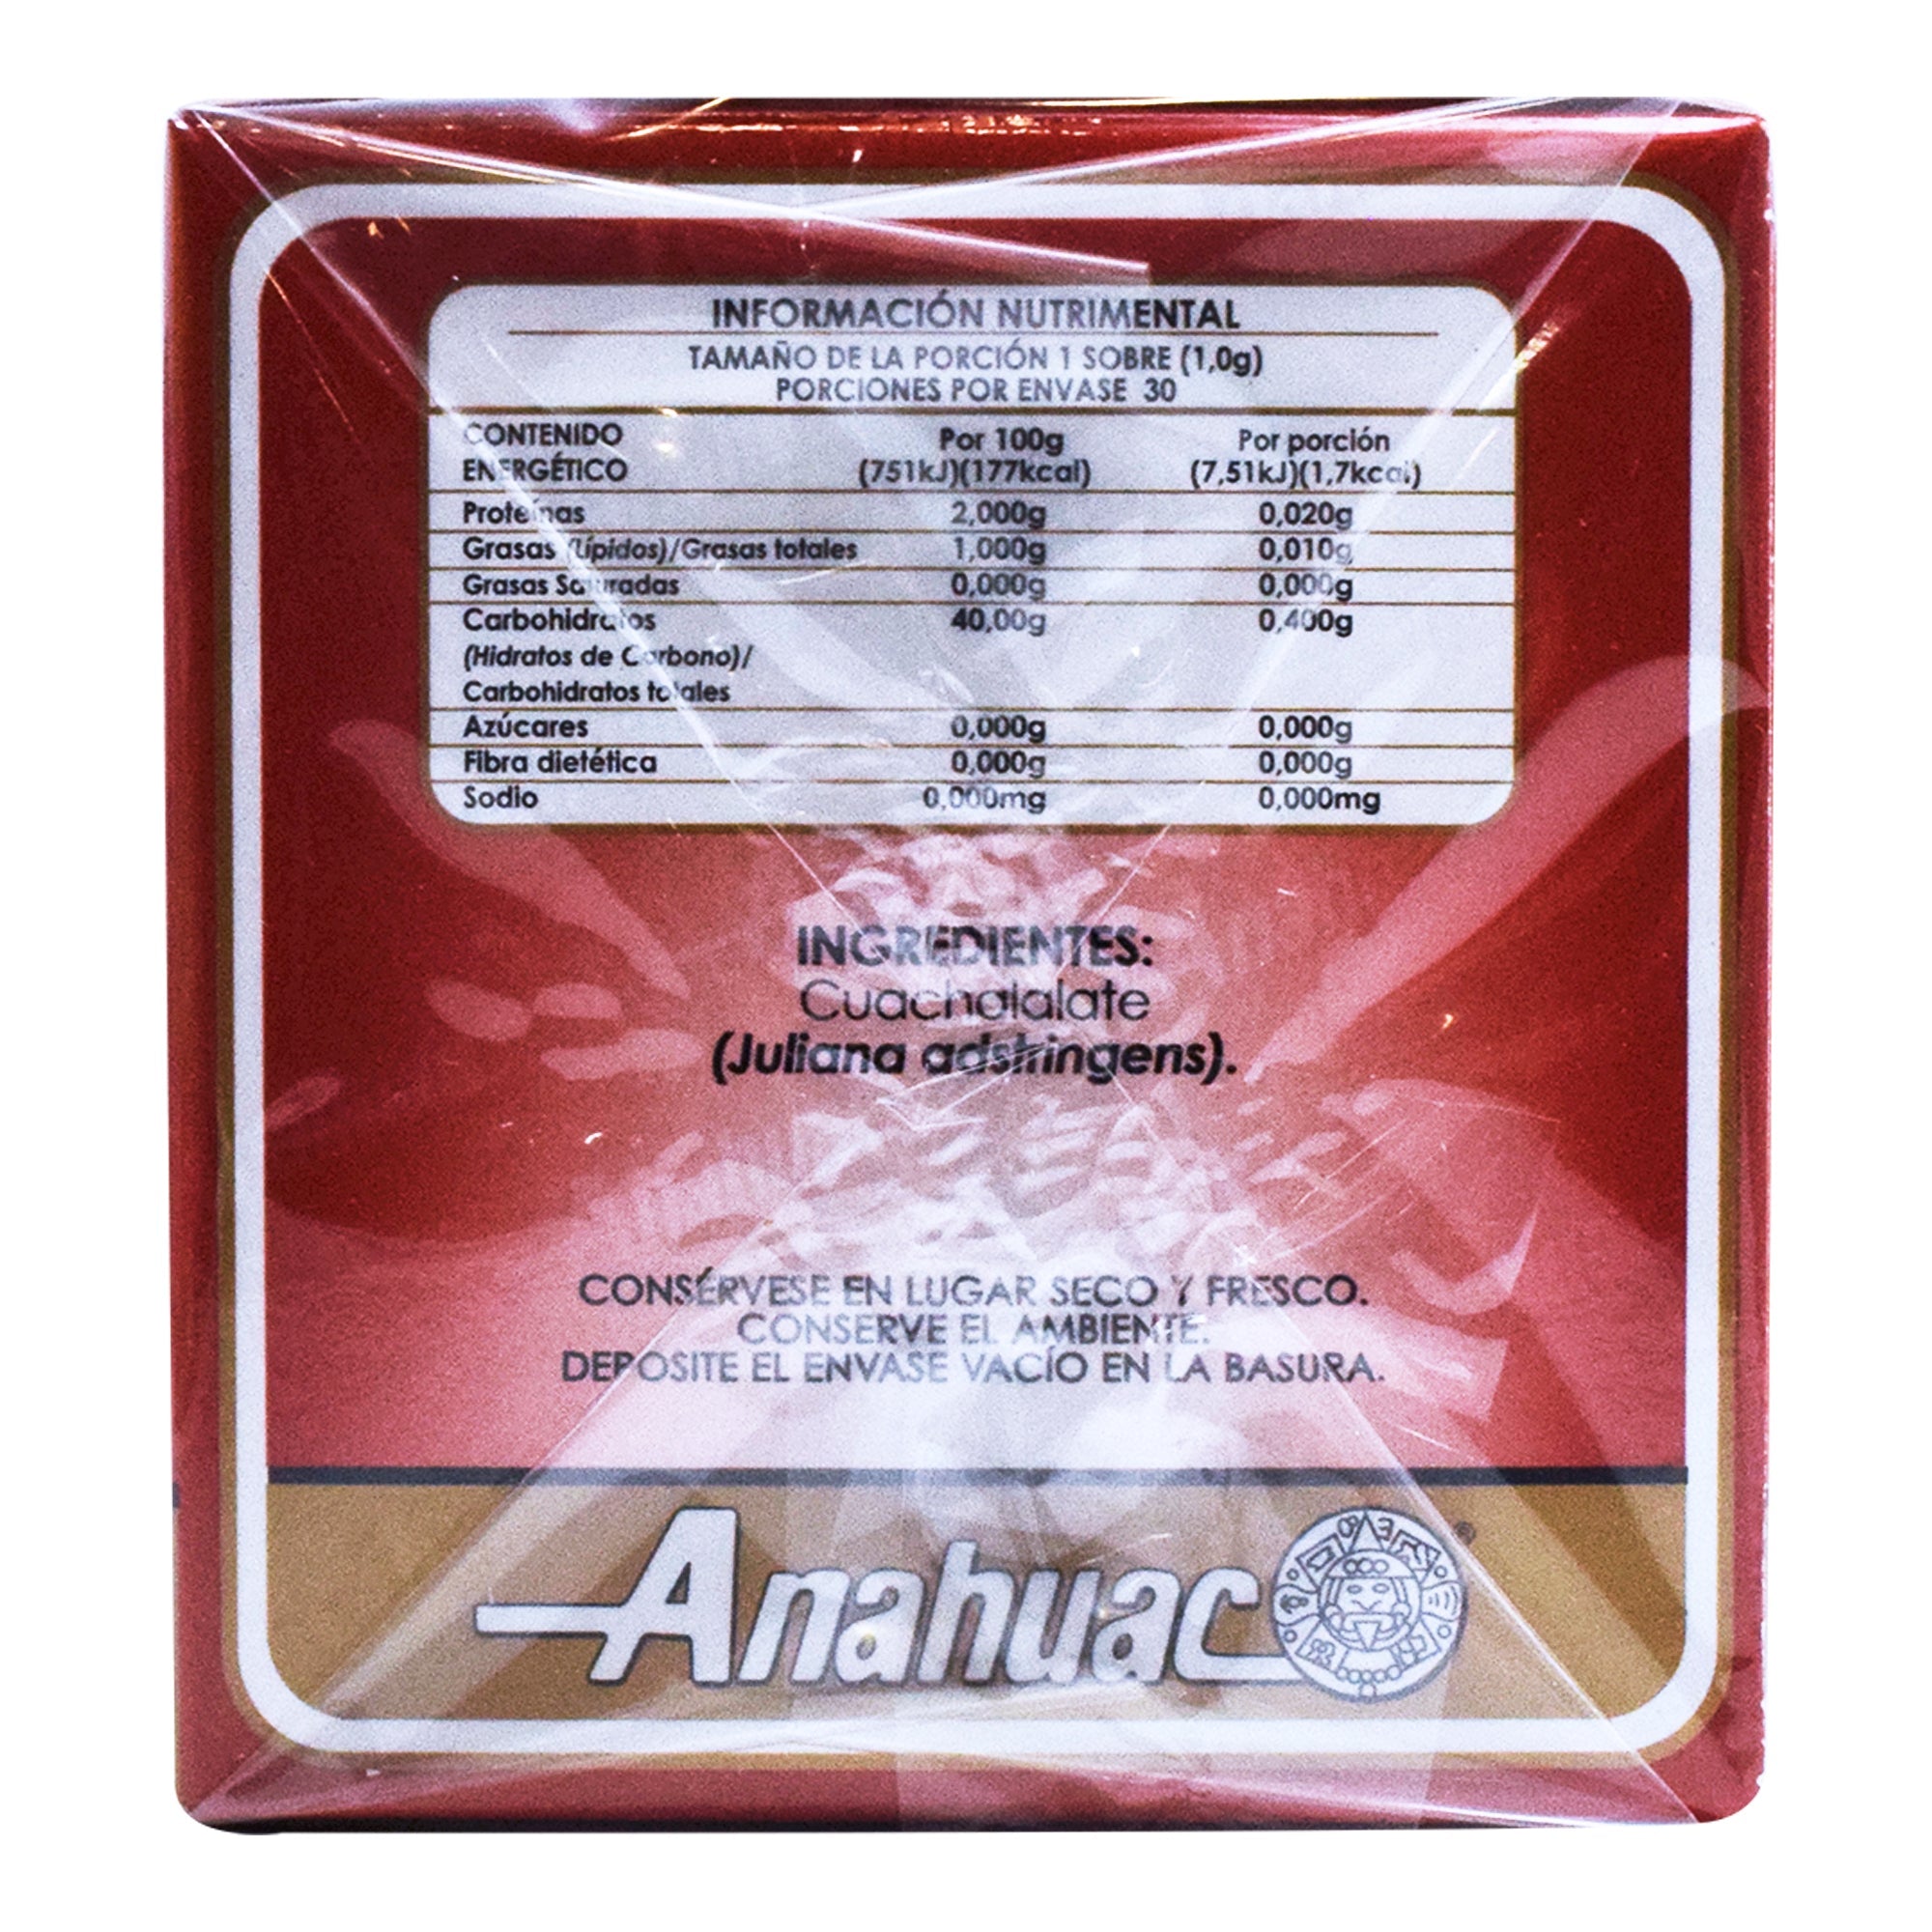 INFORMACIÓN NUTRIMENTAL
TAMAÑO DE LA PORCIÓN 1 SOBRE (1,0g)
PORCIONES POR ENVASE 30
CONTENIDO ENERGÉTICO Por 100g (751kJ)(177kcal) Por porción (7,51kJ)(1,7kcal)
Proteínas 2,000g 0,020g
Grasas (Lípidos)/Grasas totales 1,000g 0,010g
Grasas Saturadas 0,000g 0,000g
Carbohidratos 40,00g 0,400g
(Hidratos de Carbono)/
Carbohidratos totales
Azúcares 0,000g 0,000g
Fibra dietética 0,000g 0,000g
Sodio 0,000mg 0,000mg
INGREDIENTES:
Cuachalalate
(Juliana adstringens).
CONSÉRVESE EN LUGAR SECO Y FRESCO.
CONSERVE EL AMBIENTE.
DEPOSITE EL ENVASE VACÍO EN LA BASURA.
Anahuac ®